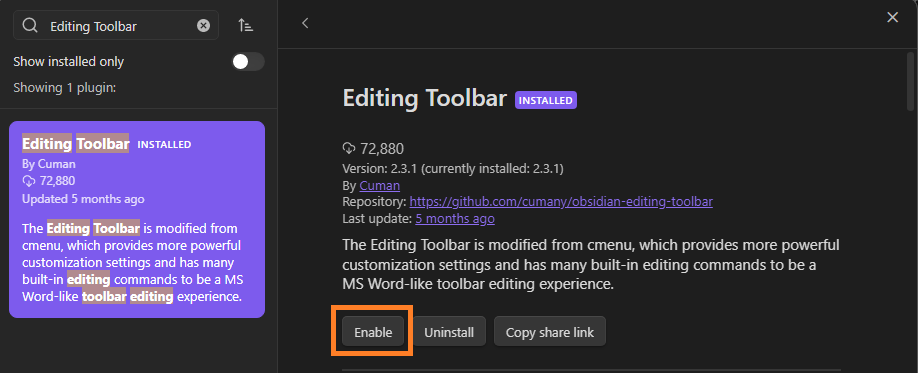 Editing Toolbar
Show installed only
Showing 1 plugin:
Editing Toolbar INSTALLED
By Cuman
72,880
Updated 5 months ago
The Editing Toolbar is modified from cmenu, which provides more powerful
customization settings and has many
built-in editing commands to be a MS
Word-like toolbar editing experience.
Editing Toolbar INSTALLED
72,880
Version: 2.3.1 (currently installed: 2.3.1)
By Cuman
Repository: https://github.com/cumany/obsidian-editing-toolbar
Last update: 5 months ago
The Editing Toolbar is modified from cmenu, which provides more powerful
customization settings and has many built-in editing commands to be a
MS Word-like toolbar editing experience.
Enable
Uninstall
Copy share link